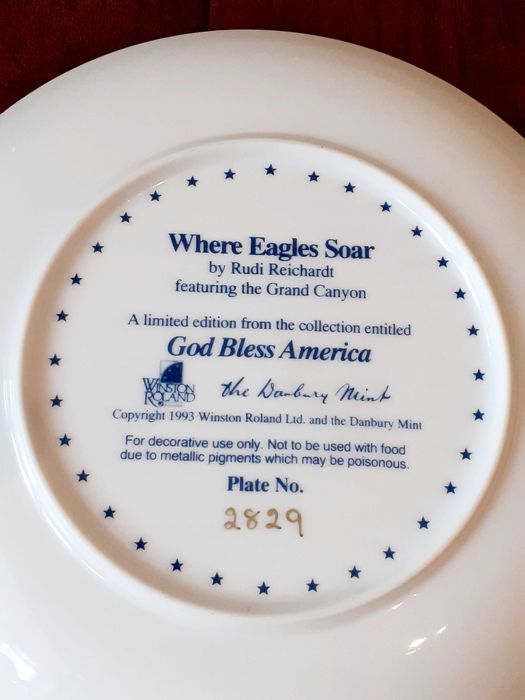 Where Eagles Soar
by Rudi Reichardt
featuring the Grand Canyon
A limited edition from the collection entitled
God Bless America
WINSTON
ROLAND
the Danbury Mint
Copyright 1993 Winston Roland Ltd. and the Danbury Mint
For decorative use only. Not to be used with food
due to metallic pigments which may be poisonous.
Plate No.
2829